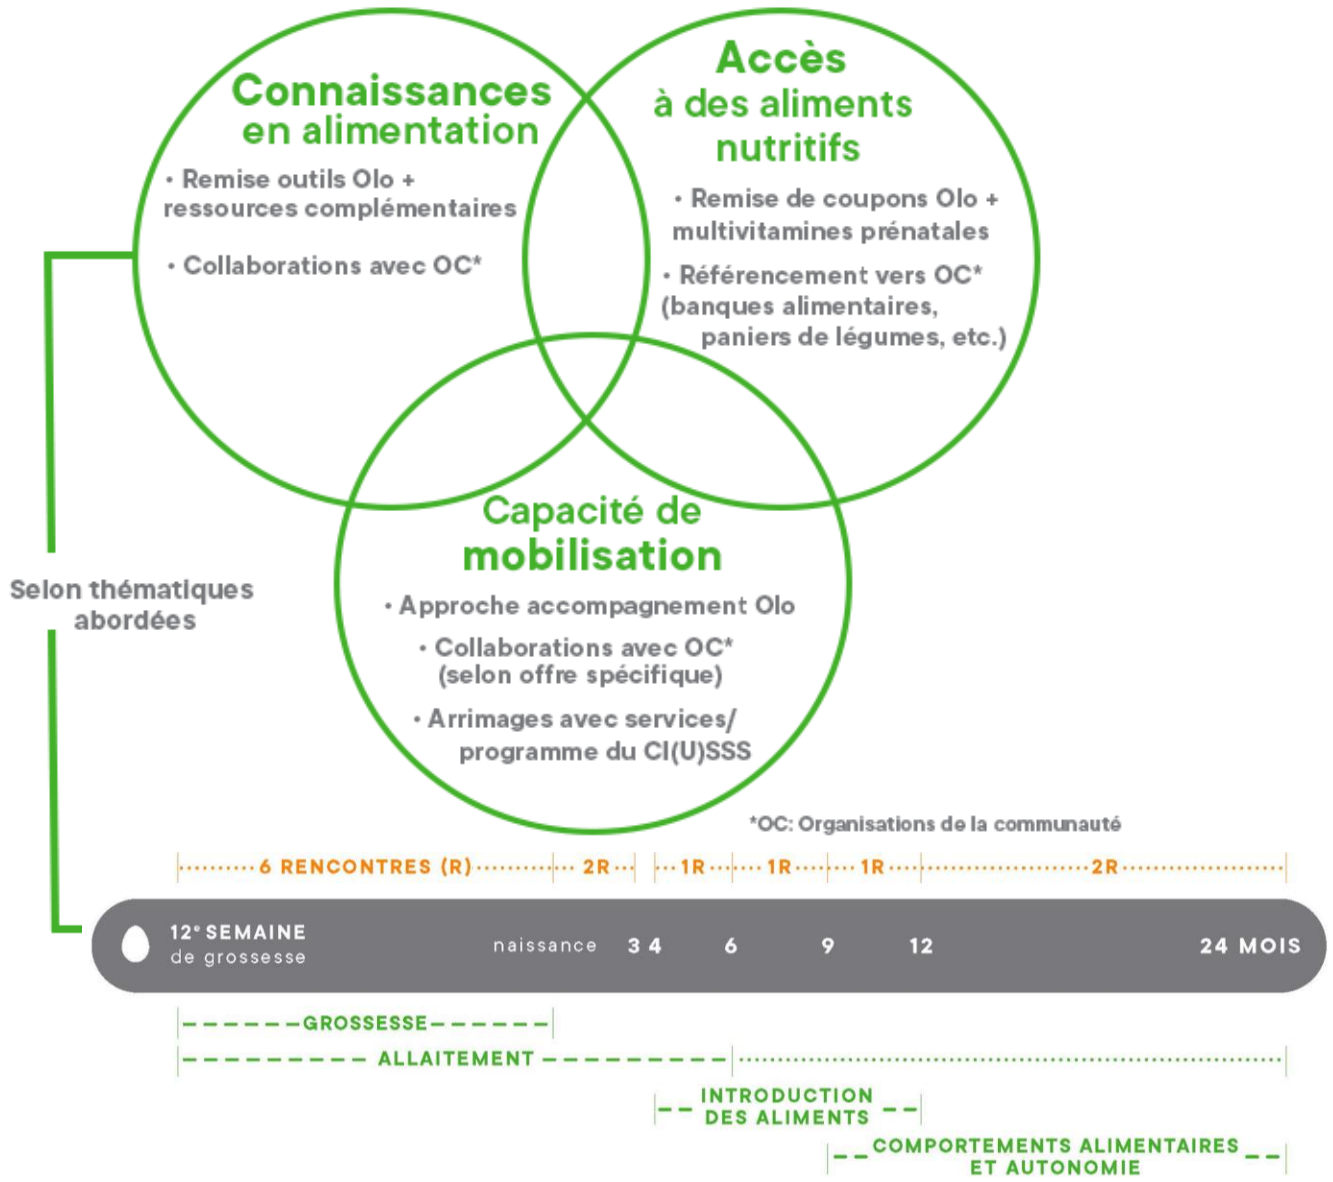 Connaissances
en alimentation
• Remise outils Olo +
ressources complémentaires
• Collaborations avec OC*
Accès
à des aliments
nutritifs
• Remise de coupons Olo +
multivitamines prénatales
• Référencement vers OC*
(banques alimentaires,
paniers de légumes, etc.)
Capacité de
mobilisation
• Approche accompagnement Olo
• Collaborations avec OC*
(selon offre spécifique)
• Arrimages avec services/
programme du CI(U)SSS
Selon thématiques
abordées
*OC: Organisations de la communauté
6 RENCONTRES (R) 2R 1R 1R 1R 2R
12e SEMAINE
de grossesse
naissance 3 4 6 9 12 24 MOIS
GROSSESSE
ALLAITEMENT
INTRODUCTION
DES ALIMENTS
COMPORTEMENTS ALIMENTAIRES
ET AUTONOMIE